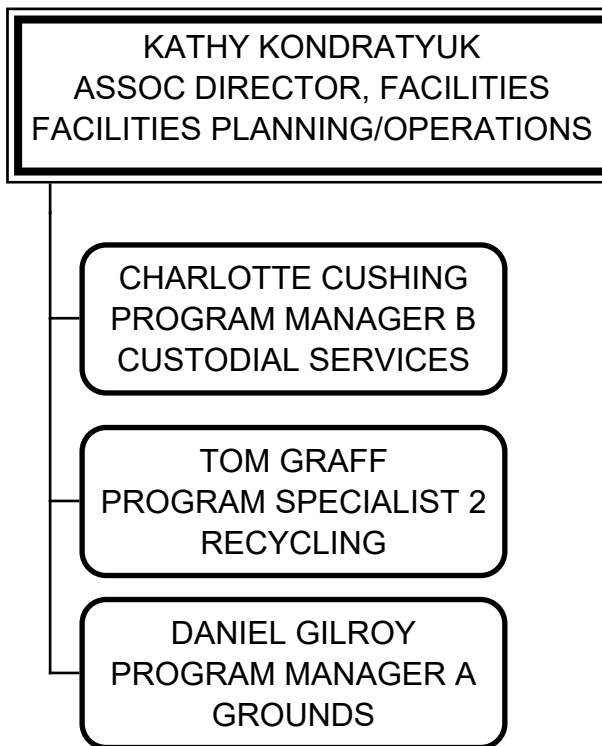 KATHY KONDRATYUK
ASSOC DIRECTOR, FACILITIES
FACILITIES PLANNING/OPERATIONS
CHARLOTTE CUSHING
PROGRAM MANAGER B
CUSTODIAL SERVICES
TOM GRAFF
PROGRAM SPECIALIST 2
RECYCLING
DANIEL GILROY
PROGRAM MANAGER A
GROUNDS